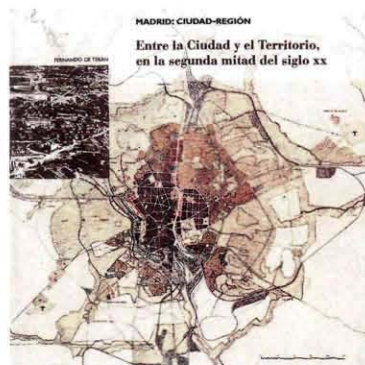 MADRID: CIUDAD-REGIÓN
Entre la Ciudad y el Territorio,
en la segunda mitad del siglo XX
FERNANDO DE TERÁN